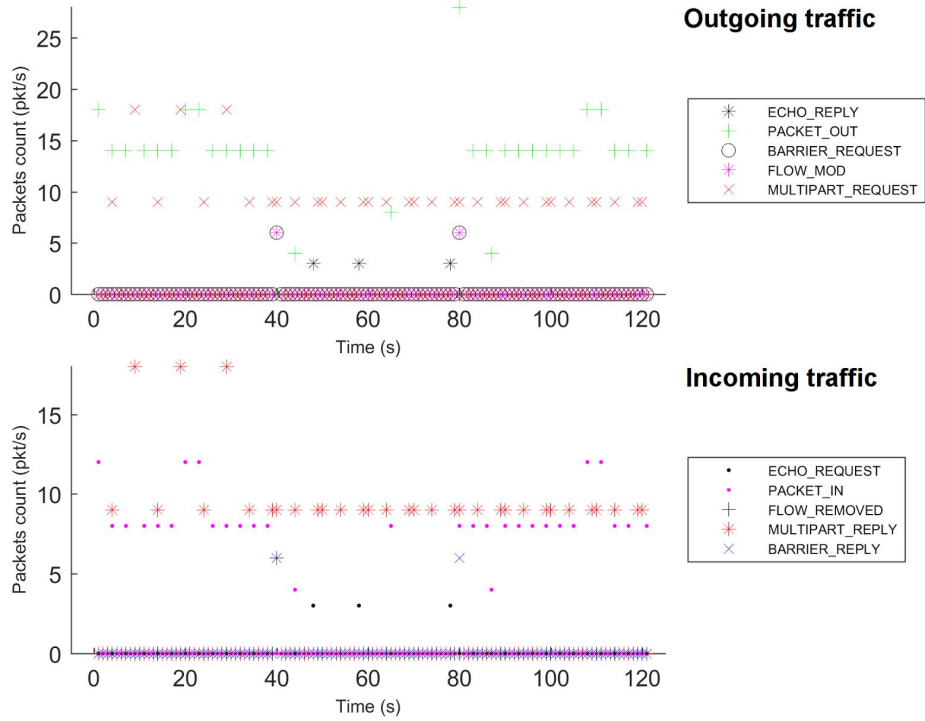 Outgoing traffic
Packets count (pkt/s)
25
20
15
10
5
0
0 20 40 60 80 100 120
Time (s)
ECHO_REPLY
PACKET_OUT
BARRIER_REQUEST
FLOW_MOD
MULTIPART_REQUEST
Incoming traffic
Packets count (pkt/s)
15
10
5
0
0 20 40 60 80 100 120
Time (s)
ECHO_REQUEST
PACKET_IN
FLOW_REMOVED
MULTIPART_REPLY
BARRIER_REPLY